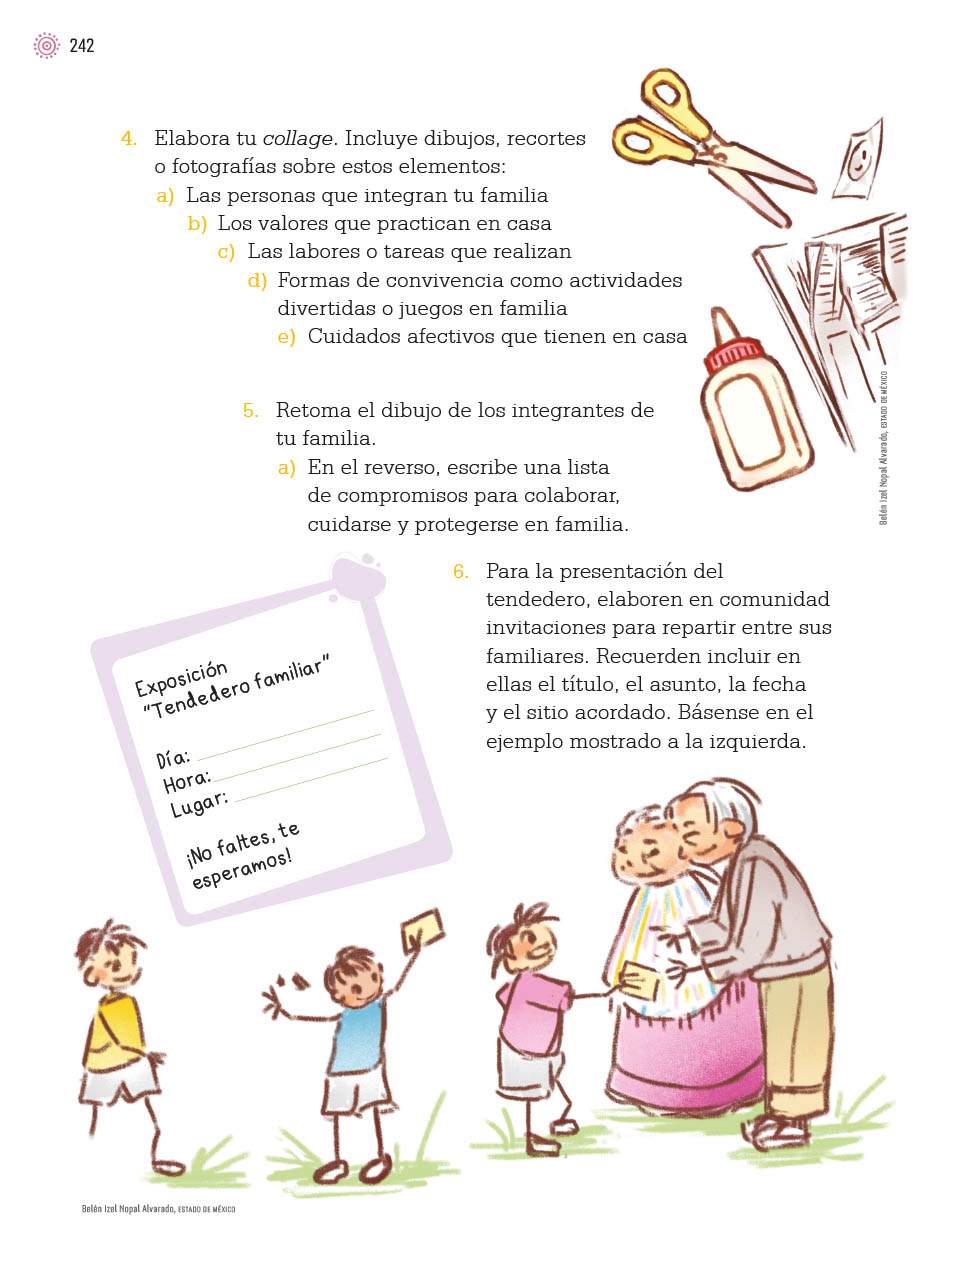 242
4. Elabora tu collage. Incluye dibujos, recortes
o fotografías sobre estos elementos:
a) Las personas que integran tu familia
b) Los valores que practican en casa
c) Las labores o tareas que realizan
d) Formas de convivencia como actividades
divertidas o juegos en familia
e) Cuidados afectivos que tienen en casa
Belén Izel Nopal Alvarado, ESTADO DE MÉXICO
5. Retoma el dibujo de los integrantes de
tu familia.
a) En el reverso, escribe una lista
de compromisos para colaborar,
cuidarse y protegerse en familia.
6. Para la presentación del
tendedero, elaboren en comunidad
invitaciones para repartir entre sus
familiares. Recuerden incluir en
ellas el título, el asunto, la fecha
y el sitio acordado. Básense en el
ejemplo mostrado a la izquierda.
Exposición
"Tendedero familiar"
Día:
Hora:
Lugar:
¡No faltes, te
esperamos!
Belén Izel Nopal Alvarado, ESTADO DE MÉXICO